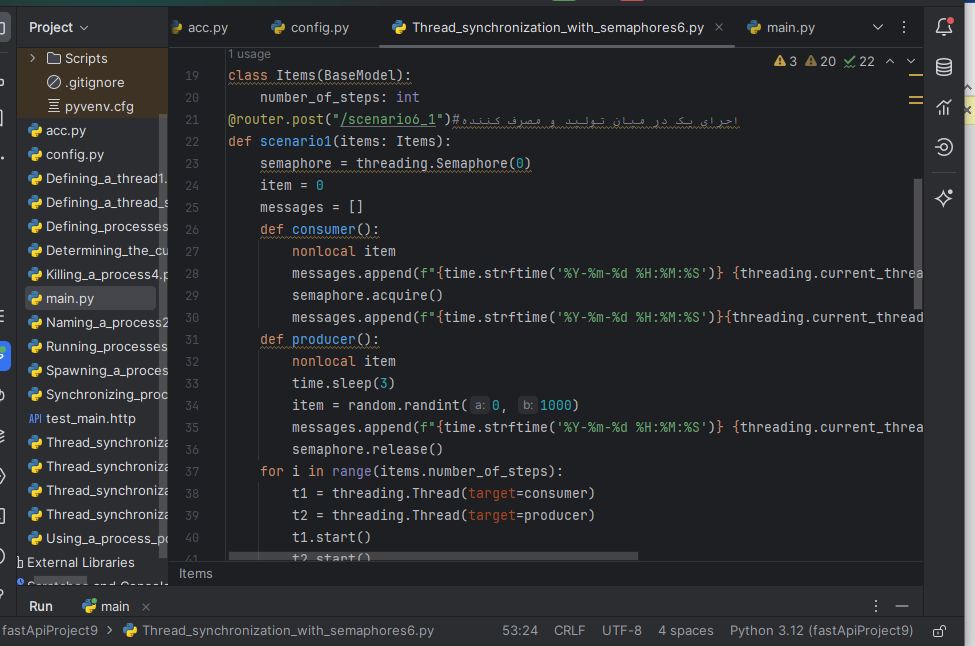 Project
acc.py
config.py
Thread_synchronization_with_semaphores6.py
main.py
Scripts
.gitignore
pyvenv.cfg
acc.py
config.py
Defining_a_thread1.
Defining_a_thread_s
Defining_processes
Determining_the_cu
Killing_a_process4.p
main.py
Naming_a_process2
Running_processes
Spawning_a_proces
Synchronizing_proc
API test_main.http
Thread_synchroniza
Thread_synchroniza
Thread_synchroniza
Thread_synchroniza
Using_a_process_po
External Libraries
Scratches and Consol
1 usage
3 20 22
19 class Items(BaseModel):
20 number_of_steps: int
21 @router.post("/scenario6_1")#اجرای یک در میان تولید و مصرف کننده
22 def scenario1(items: Items):
23 semaphore = threading.Semaphore(0)
24 item = 0
25 messages = []
26 def consumer():
27 nonlocal item
28 messages.append(f"{time.strftime('%Y-%m-%d %H:%M:%S')} {threading.current_threa
29 semaphore.acquire()
30 messages.append(f"{time.strftime('%Y-%m-%d %H:%M:%S')}{threading.current_thread
31 def producer():
32 nonlocal item
33 time.sleep(3)
34 item = random.randint( a: 0, b: 1000)
35 messages.append(f"{time.strftime('%Y-%m-%d %H:%M:%S')} {threading.current_threa
36 semaphore.release()
37 for i in range(items.number_of_steps):
38 t1 = threading.Thread(target=consumer)
39 t2 = threading.Thread(target=producer)
40 t1.start()
41 t2.start()
Items
Run main
fastApiProject9 > Thread_synchronization_with_semaphores6.py 53:24 CRLF UTF-8 4 spaces Python 3.12 (fastApiProject9)